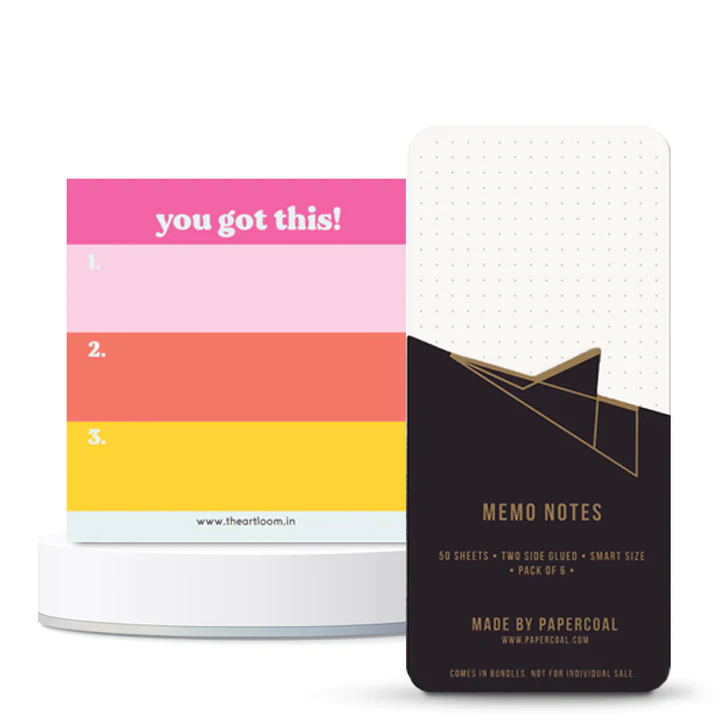 you got this!
1.
2.
3.
www.theartloom.in
MEMO NOTES
50 SHEETS • TWO SIDE GLUED • SMART SIZE
• PACK OF 6 •
MADE BY PAPERCOAL
WWW.PAPERCOAL.COM
COMES IN BUNDLES. NOT FOR INDIVIDUAL SALE.